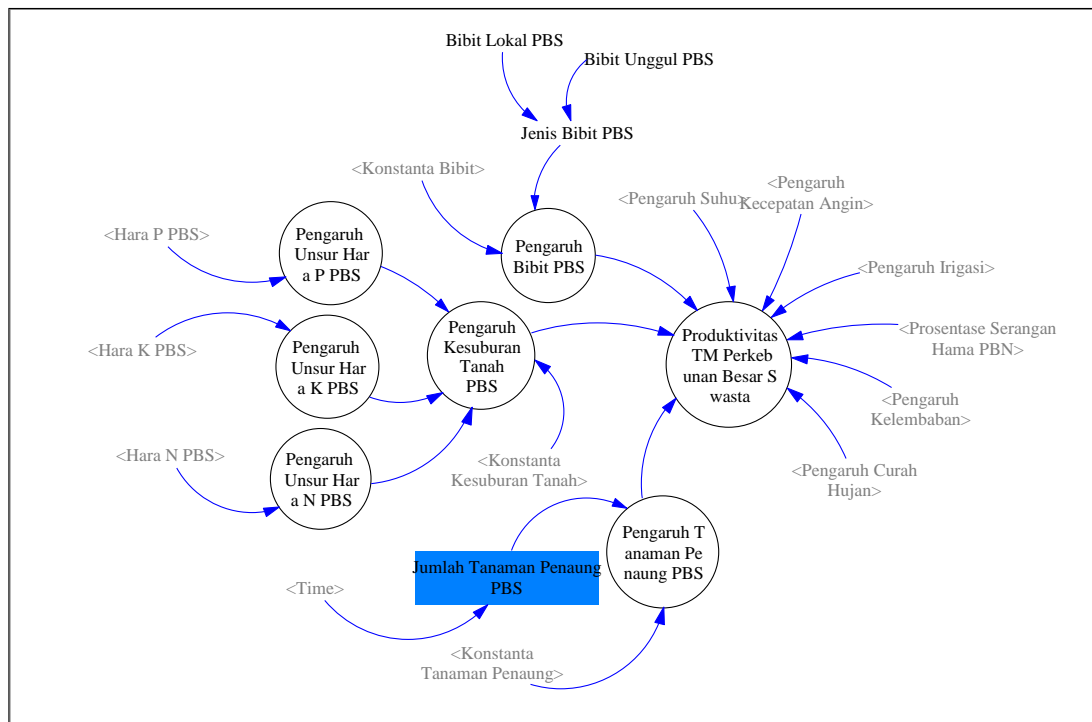 Bibit Lokal PBS
Bibit Unggul PBS
Jenis Bibit PBS
<Konstanta Bibit>
<Pengaruh Suhu>
<Pengaruh
Kecepatan Angin>
<Hara P PBS>
Pengaruh
Unsur Har
a P PBS
Pengaruh
Bibit PBS
<Pengaruh Irigasi>
<Hara K PBS>
Pengaruh
Unsur Har
a K PBS
Pengaruh
Kesuburan
Tanah
PBS
Produktivitas
TM Perkeb
unan Besar S
wasta
<Prosentase Serangan
Hama PBN>
<Pengaruh
Kelembaban>
<Hara N PBS>
Pengaruh
Unsur Har
a N PBS
<Konstanta
Kesuburan Tanah>
<Pengaruh Curah
Hujan>
Pengaruh T
anaman Pe
naung PBS
Jumlah Tanaman Penaung
PBS
<Time>
<Konstanta
Tanaman Penaung>